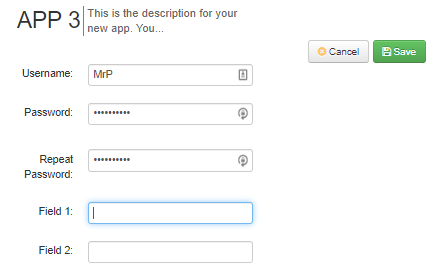 APP 3
This is the description for your
new app. You...
Cancel
Save
Username:
MrP
Password:
••••••••••
Repeat
Password:
••••••••••
Field 1:
Field 2: